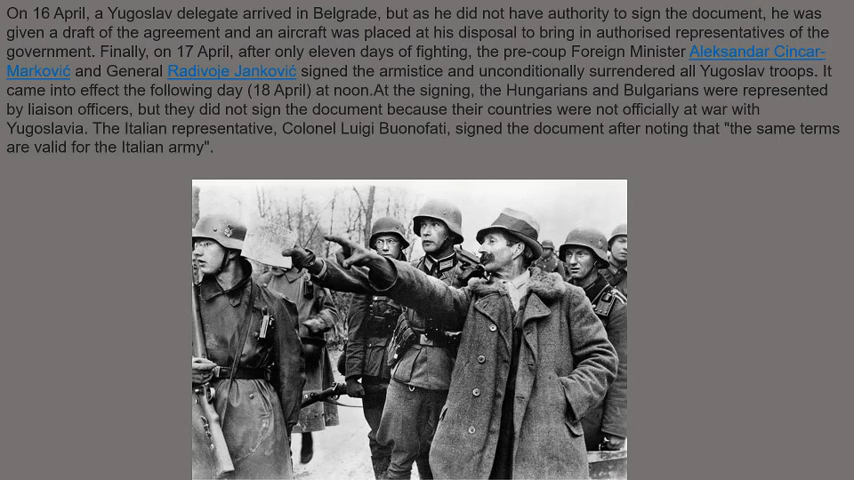 On 16 April, a Yugoslav delegate arrived in Belgrade, but as he did not have authority to sign the document, he was
given a draft of the agreement and an aircraft was placed at his disposal to bring in authorised representatives of the
government. Finally, on 17 April, after only eleven days of fighting, the pre-coup Foreign Minister Aleksandar Cincar-
Marković and General Radivoje Janković signed the armistice and unconditionally surrendered all Yugoslav troops. It
came into effect the following day (18 April) at noon.At the signing, the Hungarians and Bulgarians were represented
by liaison officers, but they did not sign the document because their countries were not officially at war with
Yugoslavia. The Italian representative, Colonel Luigi Buonofati, signed the document after noting that "the same terms
are valid for the Italian army".